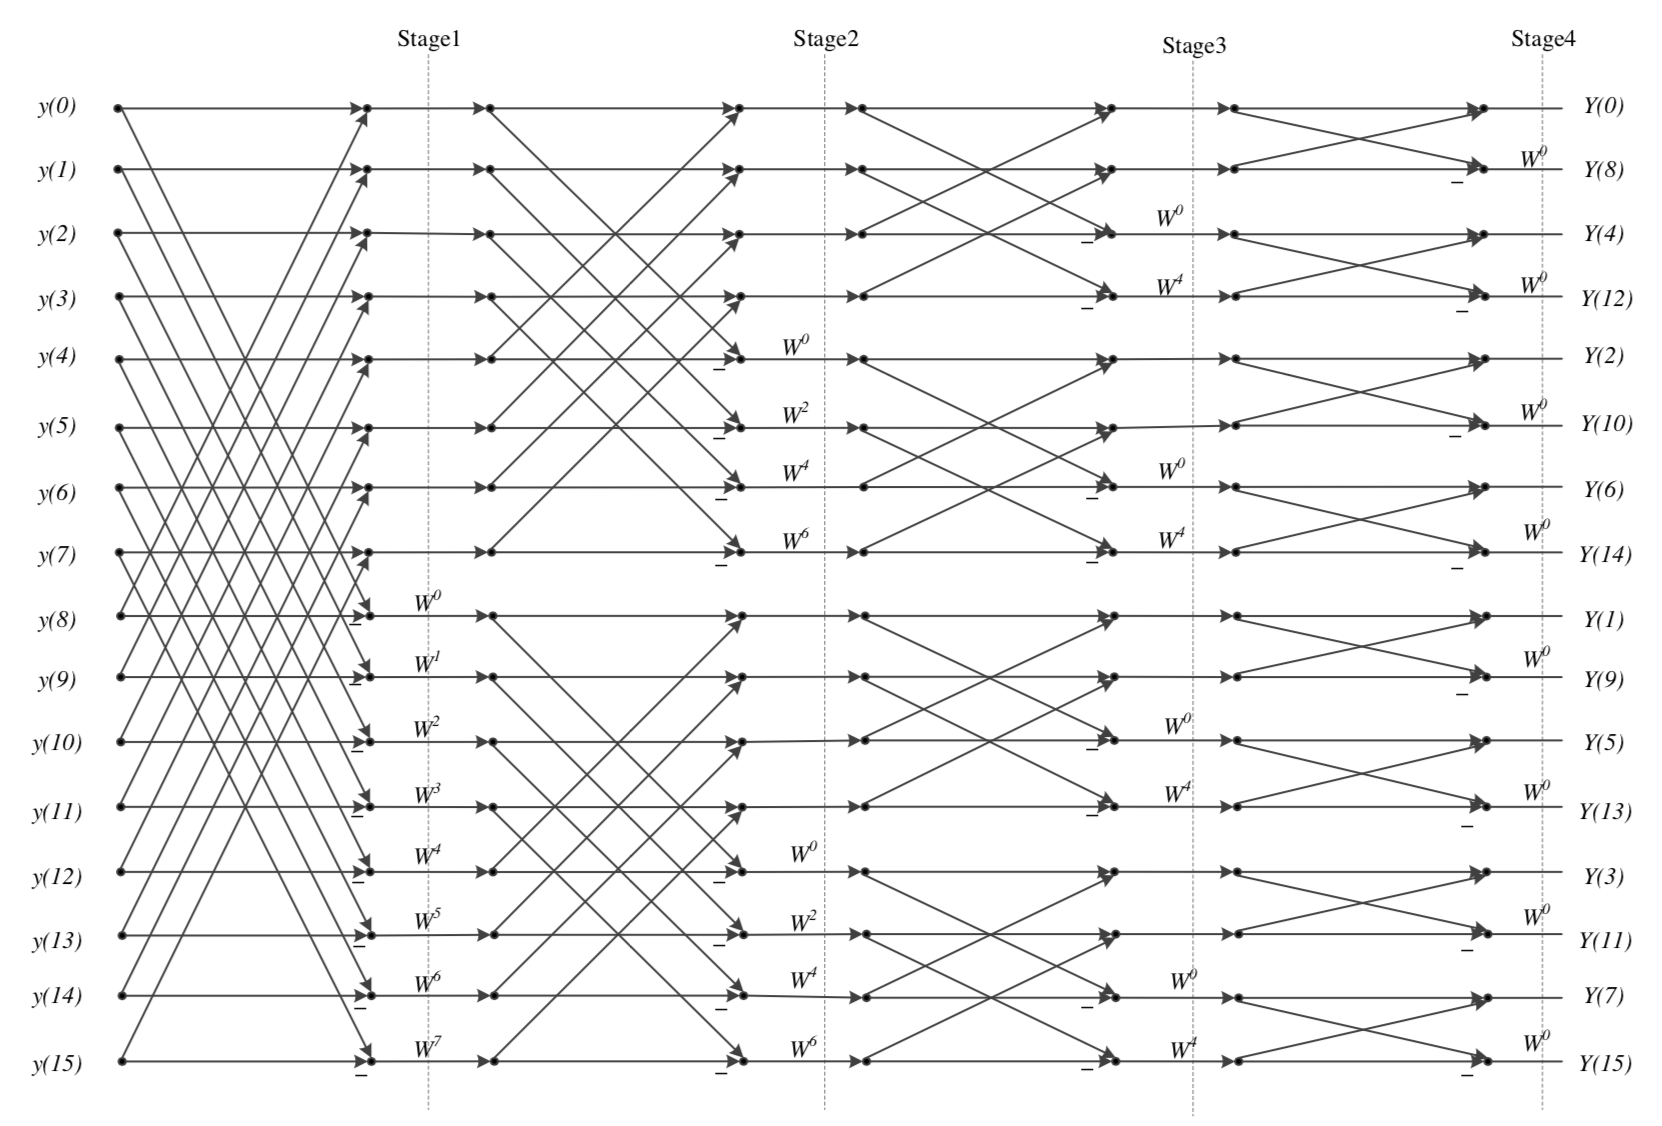 Stage1 Stage2 Stage3 Stage4
y(0) Y(0)
y(1) W⁰ Y(8)
_
y(2) W⁰ Y(4)
_
y(3) W⁴ W⁰ Y(12)
_ _
y(4) W⁰ Y(2)
_
y(5) W² W⁰ Y(10)
_ _
y(6) W⁴ W⁰ Y(6)
_ _
y(7) W⁶ W⁴ W⁰ Y(14)
_ _ _
y(8) W⁰ Y(1)
_
y(9) W¹ W⁰ Y(9)
_ _
y(10) W² W⁰ Y(5)
_ _
y(11) W³ W⁴ W⁰ Y(13)
_ _ _
y(12) W⁴ W⁰ Y(3)
_ _
y(13) W⁵ W² W⁰ Y(11)
_ _ _
y(14) W⁶ W⁴ W⁰ Y(7)
_ _ _
y(15) W⁷ W⁶ W⁴ W⁰ Y(15)
_ _ _ _